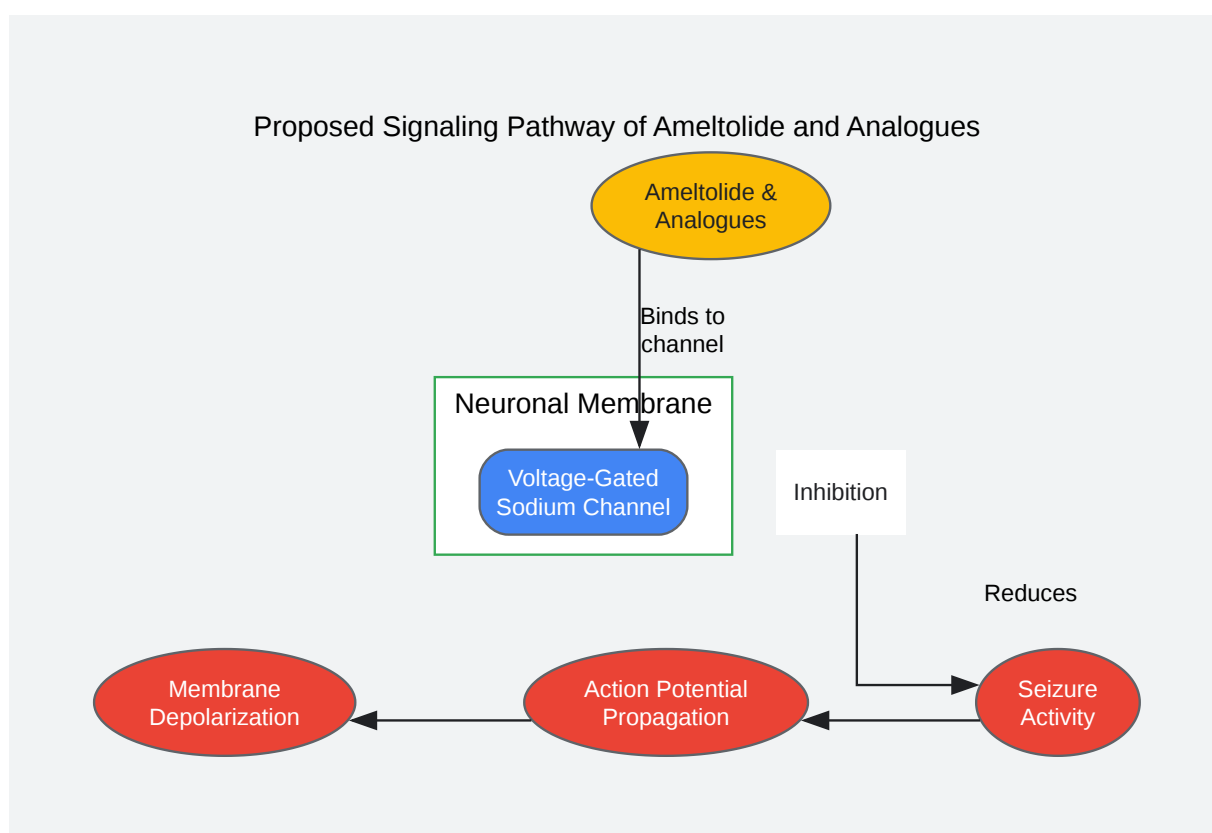 Proposed Signaling Pathway of Ameltolide and Analogues
Ameltolide &
Analogues
Binds to
channel
Neuronal Membrane
Voltage-Gated
Sodium Channel
Inhibition
Reduces
Membrane
Depolarization
Action Potential
Propagation
Seizure
Activity